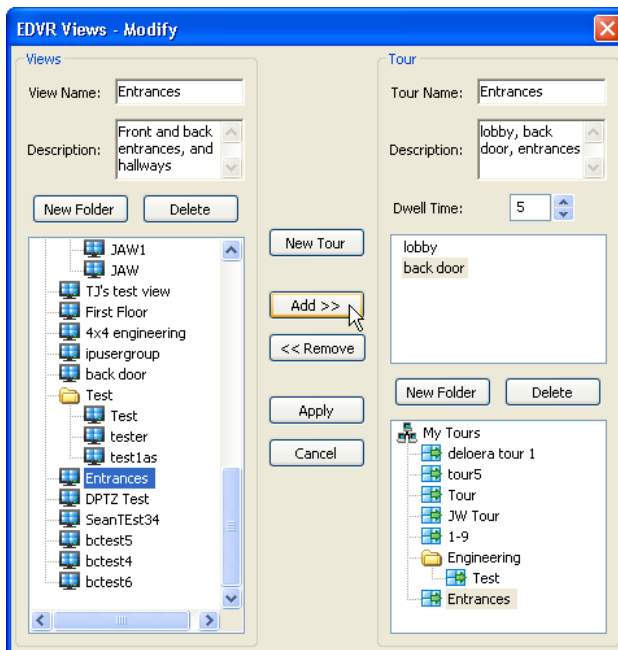 EDVR Views - Modify
Views
View Name: Entrances
Description: Front and back
entrances, and
hallways
New Folder Delete
JAW1
JAW
TJ's test view
First Floor
4x4 engineering
ipusergroup
back door
Test
Test
tester
test1as
Entrances
DPTZ Test
SeanTEst34
bctest5
bctest4
bctest6
New Tour
Add >>
<< Remove
Apply
Cancel
Tour
Tour Name: Entrances
Description: lobby, back
door, entrances
Dwell Time: 5
lobby
back door
New Folder Delete
My Tours
deloera tour 1
tour5
Tour
JW Tour
1-9
Engineering
Test
Entrances